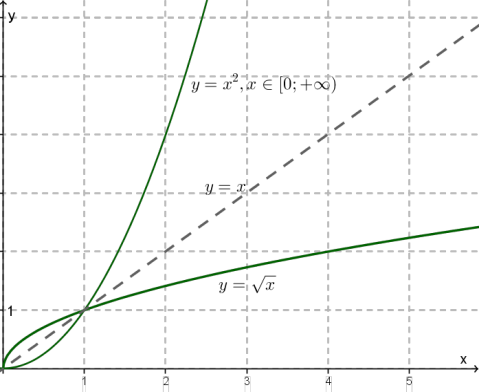 y
y = x², x ∈ [0; +∞)
y = x
1
y = √x
x
1
2
3
4
5